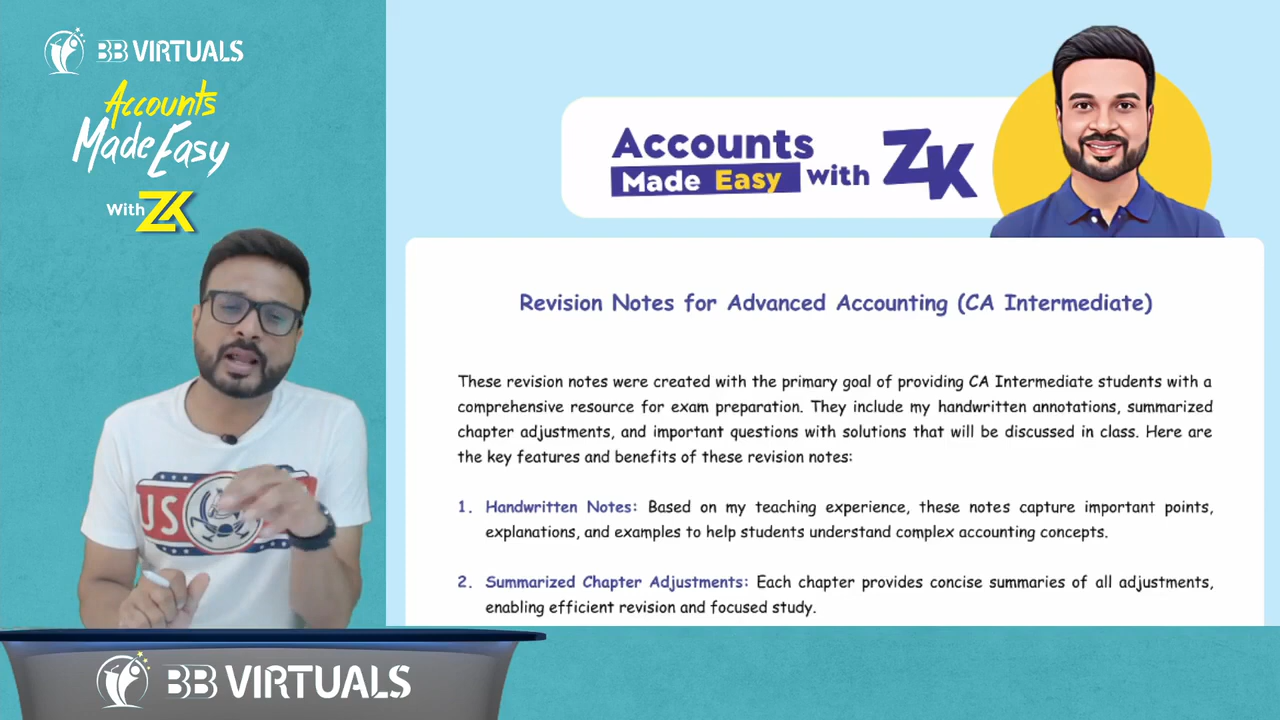 BB VIRTUALS
Accounts
Made Easy
With ZK
US
BB VIRTUALS
Accounts
Made Easy with ZK
Revision Notes for Advanced Accounting (CA Intermediate)
These revision notes were created with the primary goal of providing CA Intermediate students with a
comprehensive resource for exam preparation. They include my handwritten annotations, summarized
chapter adjustments, and important questions with solutions that will be discussed in class. Here are
the key features and benefits of these revision notes:
1. Handwritten Notes: Based on my teaching experience, these notes capture important points,
explanations, and examples to help students understand complex accounting concepts.
2. Summarized Chapter Adjustments: Each chapter provides concise summaries of all adjustments,
enabling efficient revision and focused study.